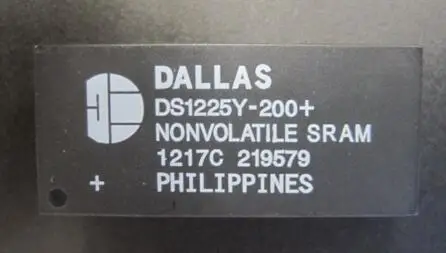 DALLAS
DS1225Y-200+
NONVOLATILE SRAM
1217C 219579
+ PHILIPPINES